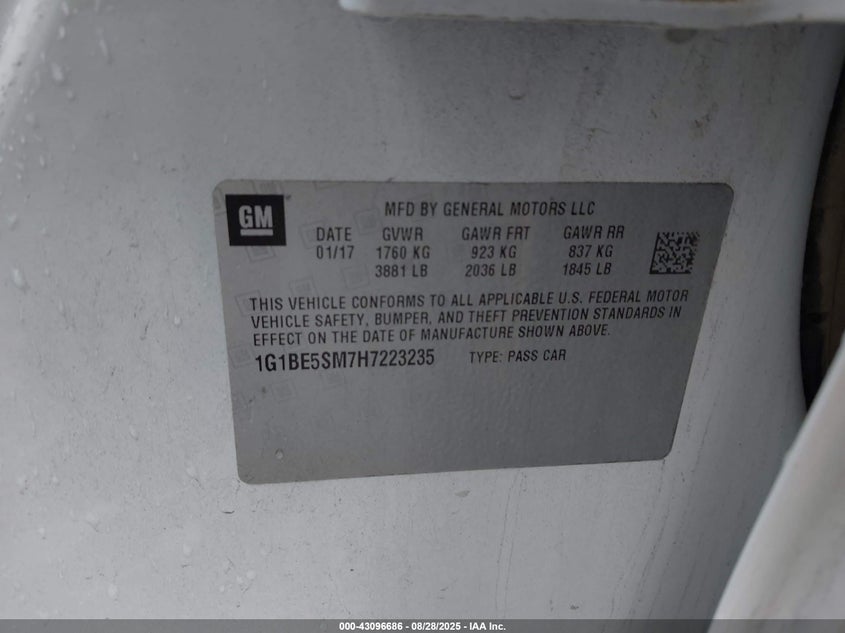 GM
MFD BY GENERAL MOTORS LLC
DATE GVWR GAWR FRT GAWR RR
01/17 1760 KG 923 KG 837 KG
3881 LB 2036 LB 1845 LB
THIS VEHICLE CONFORMS TO ALL APPLICABLE U.S. FEDERAL MOTOR
VEHICLE SAFETY, BUMPER, AND THEFT PREVENTION STANDARDS IN
EFFECT ON THE DATE OF MANUFACTURE SHOWN ABOVE.
1G1BE5SM7H7223235 TYPE: PASS CAR
000-43096686 - 08/28/2025 - IAA Inc.